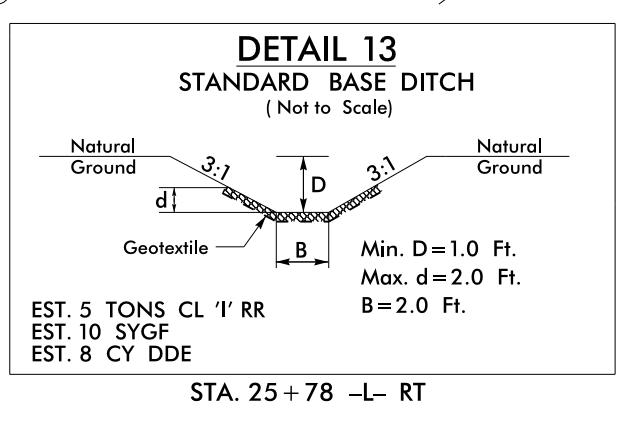 DETAIL 13
STANDARD BASE DITCH
( Not to Scale)
Natural
Ground
3:1
D
3:1
Natural
Ground
d
Geotextile
B
Min. D=1.0 Ft.
Max. d=2.0 Ft.
B=2.0 Ft.
EST. 5 TONS CL 'I' RR
EST. 10 SYGF
EST. 8 CY DDE
STA. 25+78 -L- RT